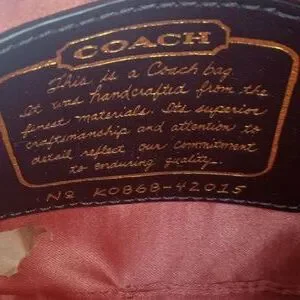 COACH
This is a Coach bag.
It was handcrafted from the
finest materials. Its superior
craftsmanship and attention to
detail reflect our commitment
to enduring quality.
Nº K0868-42015